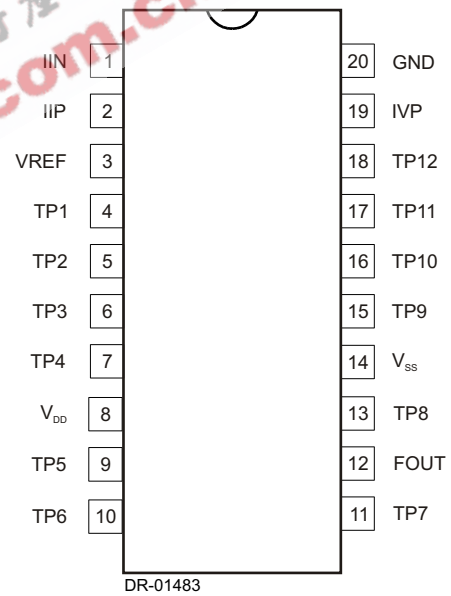 IIN 1 20 GND
IIP 2 19 IVP
VREF 3 18 TP12
TP1 4 17 TP11
TP2 5 16 TP10
TP3 6 15 TP9
TP4 7 14 VSS
VDD 8 13 TP8
TP5 9 12 FOUT
TP6 10 11 TP7
DR-01483
om.cn